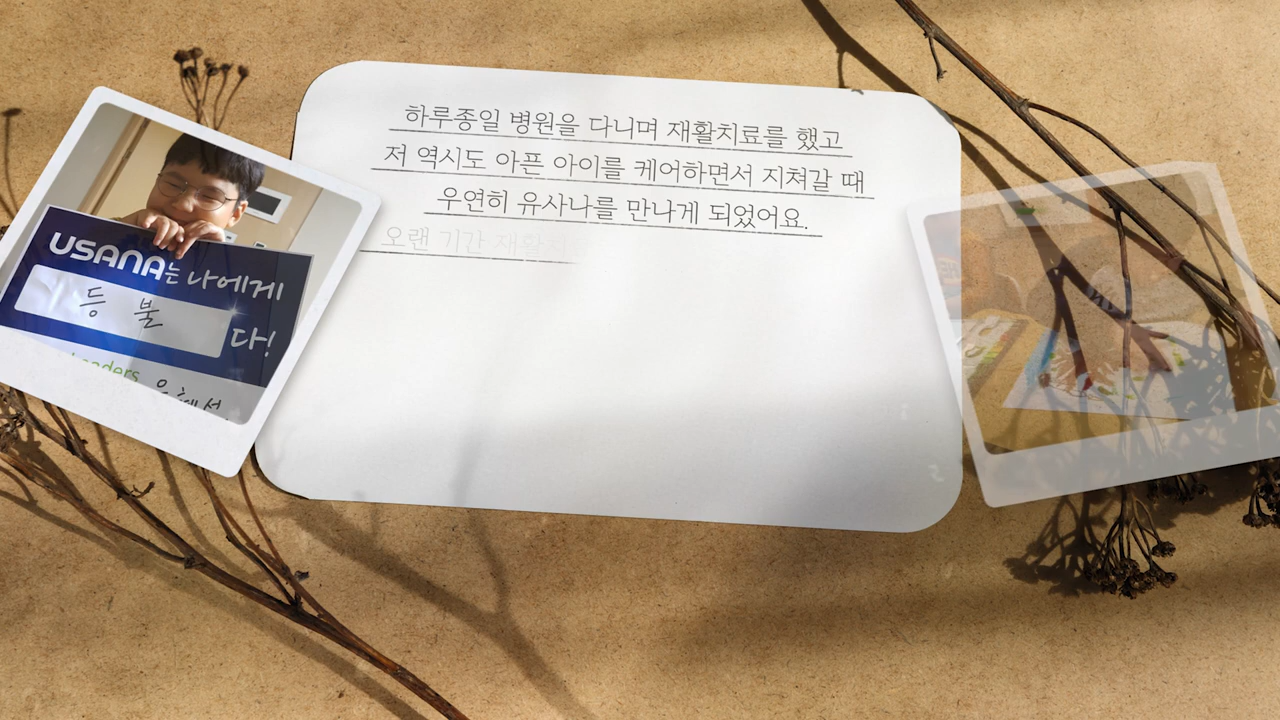 하루종일 병원을 다니며 재활치료를 했고
저 역시도 아픈 아이를 케어하면서 지쳐갈 때
우연히 유사나를 만나게 되었어요.
오랜 기간 재활치
USANA는 나에게
등 불
다!